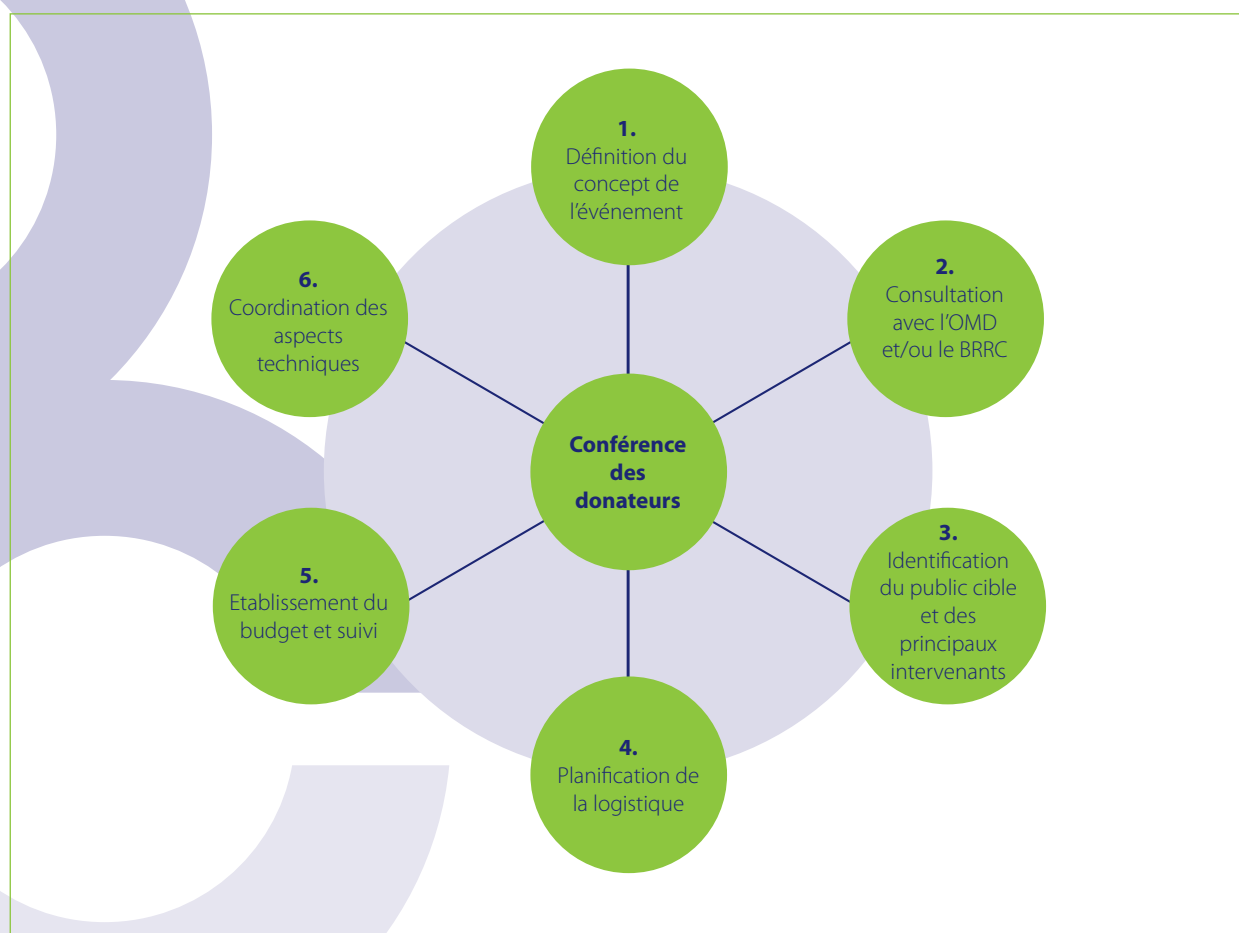 1.
Définition du
concept de
l’événement
2.
Consultation
avec l’OMD
et/ou le BRRC
3.
Identification
du public cible
et des
principaux
intervenants
4.
Planification de
la logistique
5.
Etablissement du
budget et suivi
6.
Coordination des
aspects
techniques
Conférence
des
donateurs